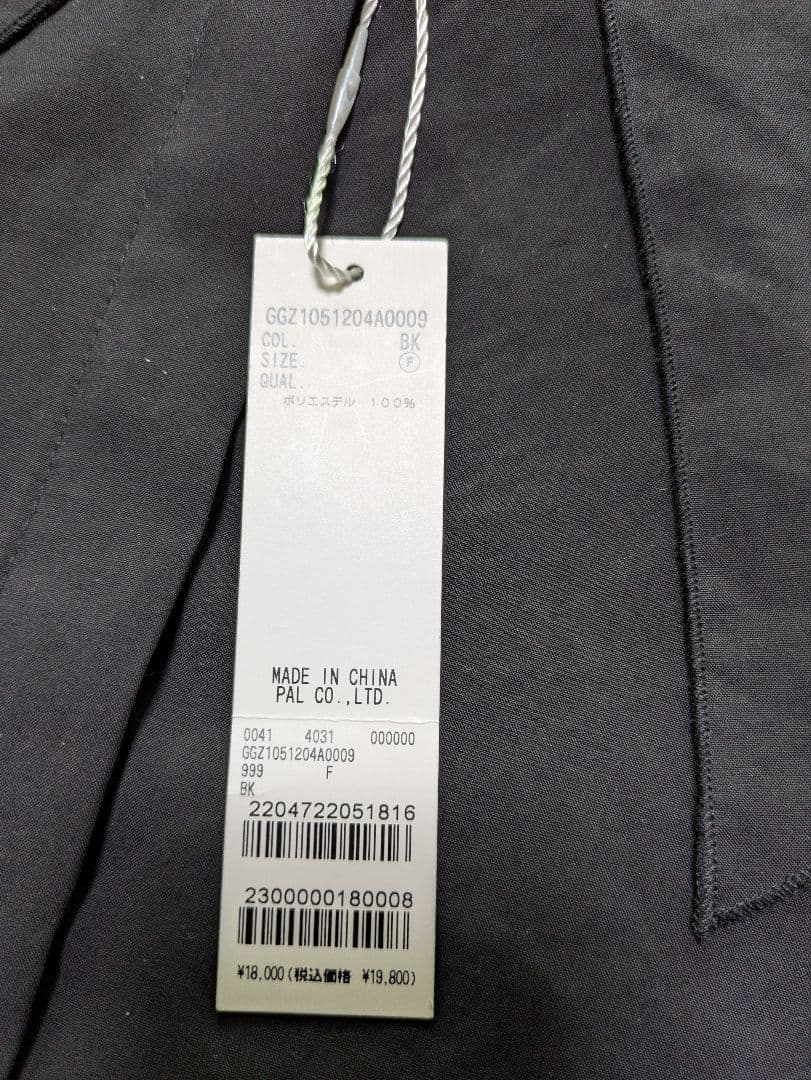 GGZ1051204A0009
COL. BK
SIZE. F
QUAL.
ポリエステル 100%
MADE IN CHINA
PAL CO.,LTD.
0041 4031 000000
GGZ1051204A0009
999 F
BK
2204722051816
2300000180008
¥18,000(税込価格 ¥19,800)